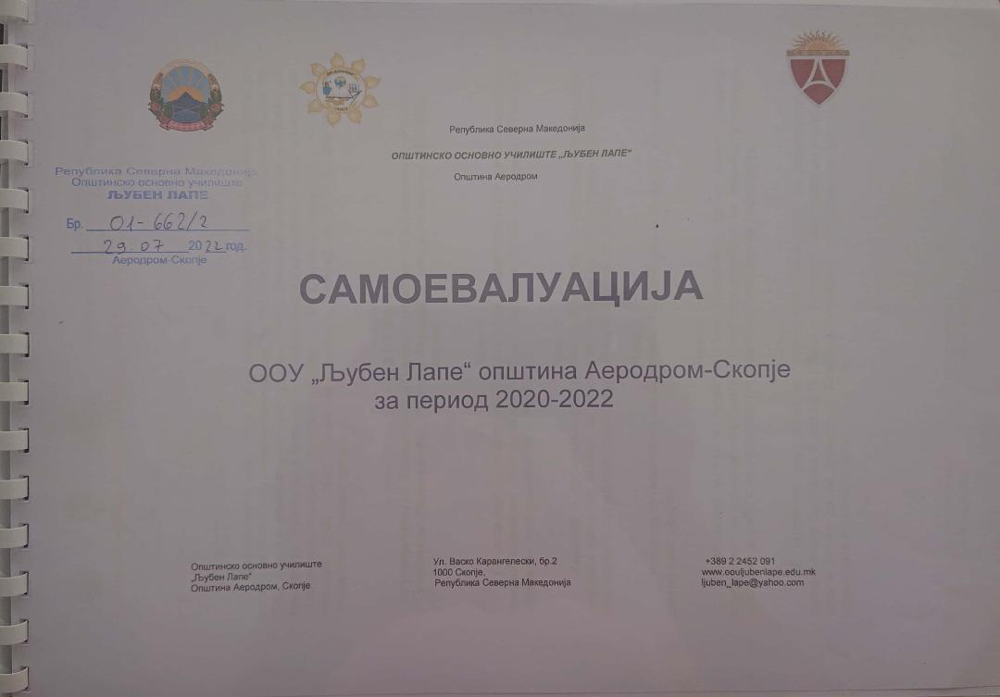 Република Северна Македонија
ОПШТИНСКО ОСНОВНО УЧИЛИШТЕ „ЉУБЕН ЛАПЕ“
Општина Аеродром
Република Северна Македонија
Општинско основно училиште
ЉУБЕН ЛАПЕ
Бр. 01-662/2
29.07 2022 год.
Аеродром-Скопје
САМОЕВАЛУАЦИЈА
ООУ „Љубен Лапе“ општина Аеродром-Скопје
за период 2020-2022
Општинско основно училиште
„Љубен Лапе“
Општина Аеродром, Скопје
Ул. Васко Карангелески, бр.2
1000 Скопје,
Република Северна Македонија
+389 2 2452 091
www.oouljubenlape.edu.mk
ljuben_lape@yahoo.com